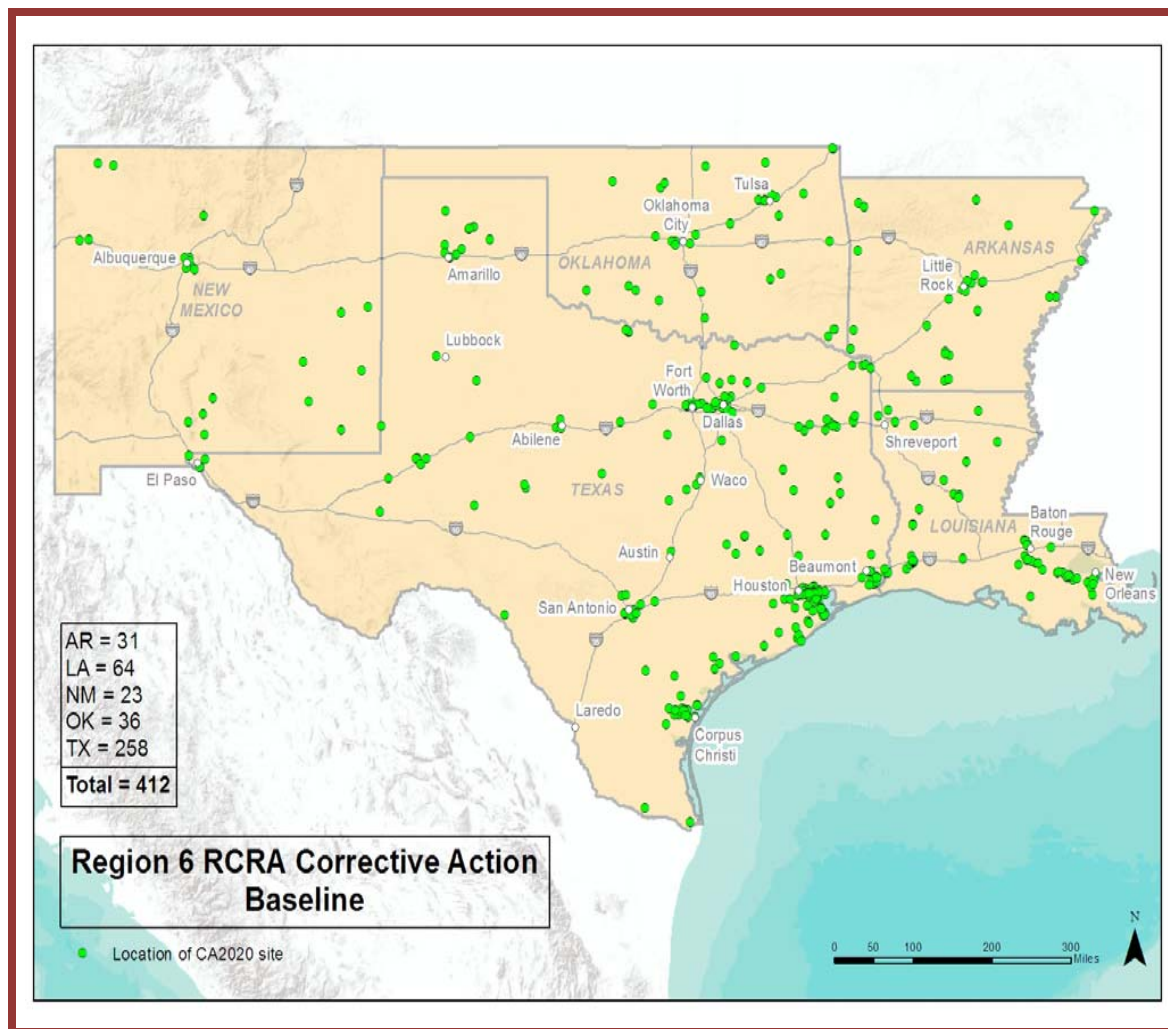 Tulsa
Oklahoma
City
ARKANSAS
Albuquerque
Amarillo
OKLAHOMA
Little
Rock
NEW
MEXICO
Lubbock
Fort
Worth
Dallas
Abilene
Shreveport
El Paso
TEXAS
Waco
LOUISIANA
Baton
Rouge
Austin
Beaumont
Houston
New
Orleans
San Antonio
AR = 31
LA = 64
NM = 23
OK = 36
TX = 258
Total = 412
Laredo
Corpus
Christi
Region 6 RCRA Corrective Action
Baseline
Location of CA2020 site
N
0 50 100 200 300
Miles